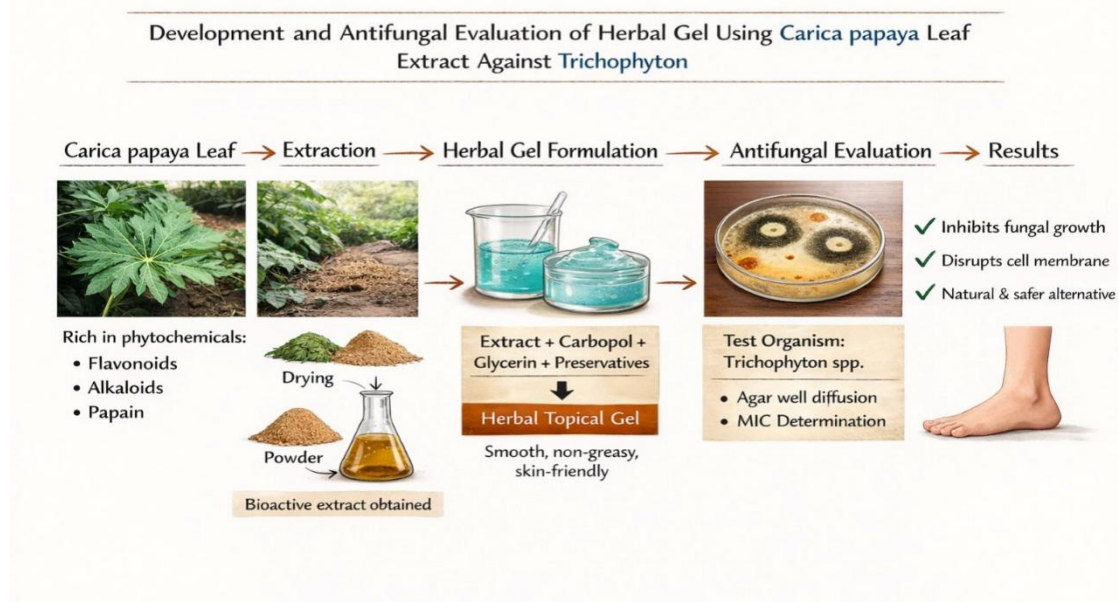 Development and Antifungal Evaluation of Herbal Gel Using Carica papaya Leaf
Extract Against Trichophyton
Carica papaya Leaf
Extraction
Herbal Gel Formulation
Antifungal Evaluation
Results
Rich in phytochemicals:
• Flavonoids
• Alkaloids
• Papain
Drying
Powder
Bioactive extract obtained
Extract + Carbopol +
Glycerin + Preservatives
Herbal Topical Gel
Smooth, non-greasy,
skin-friendly
Test Organism:
Trichophyton spp.
• Agar well diffusion
• MIC Determination
✓ Inhibits fungal growth
✓ Disrupts cell membrane
✓ Natural & safer alternative